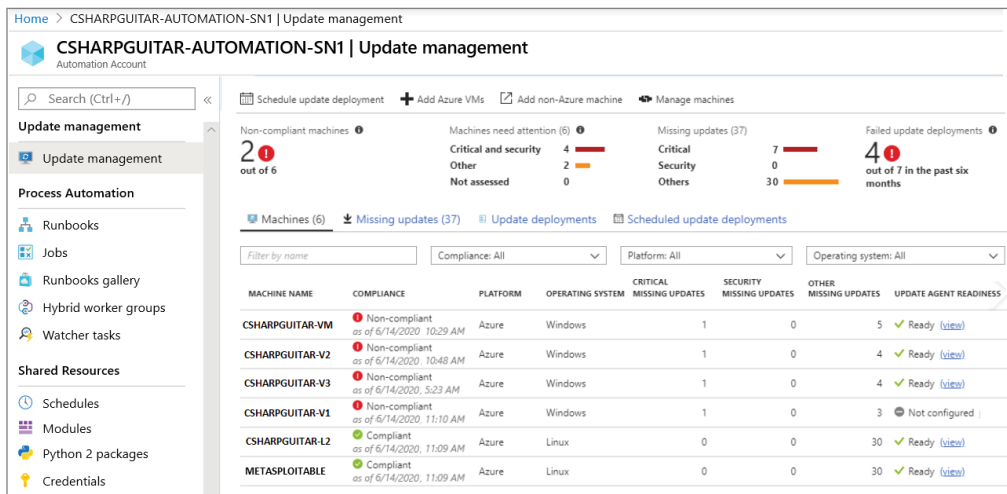 Home > CSHARPGUITAR-AUTOMATION-SN1 | Update management
CSHARPGUITAR-AUTOMATION-SN1 | Update management
Automation Account
Search (Ctrl+/)
Update management
Update management
Process Automation
Runbooks
Jobs
Runbooks gallery
Hybrid worker groups
Watcher tasks
Shared Resources
Schedules
Modules
Python 2 packages
Credentials
Schedule update deployment Add Azure VMs Add non-Azure machine Manage machines
Non-compliant machines
2
out of 6
Machines need attention (6)
Critical and security 4
Other 2
Not assessed 0
Missing updates (37)
Critical 7
Security 0
Others 30
Failed update deployments
4
out of 7 in the past six
months
Machines (6) Missing updates (37) Update deployments Scheduled update deployments
Filter by name Compliance: All Platform: All Operating system: All
MACHINE NAME COMPLIANCE PLATFORM OPERATING SYSTEM CRITICAL MISSING UPDATES SECURITY MISSING UPDATES OTHER MISSING UPDATES UPDATE AGENT READINESS
CSHARPGUITAR-VM Non-compliant Azure Windows 1 0 5 Ready (view)
as of 6/14/2020 10:29 AM
CSHARPGUITAR-V2 Non-compliant Azure Windows 1 0 4 Ready (view)
as of 6/14/2020, 10:48 AM
CSHARPGUITAR-V3 Non-compliant Azure Windows 1 0 4 Ready (view)
as of 6/14/2020, 5:23 AM
CSHARPGUITAR-V1 Non-compliant Azure Windows 1 0 3 Not configured
as of 6/14/2020, 11:10 AM
CSHARPGUITAR-L2 Compliant Azure Linux 0 0 30 Ready (view)
as of 6/14/2020, 11:09 AM
METASPLOITABLE Compliant Azure Linux 0 0 30 Ready (view)
as of 6/14/2020, 11:09 AM